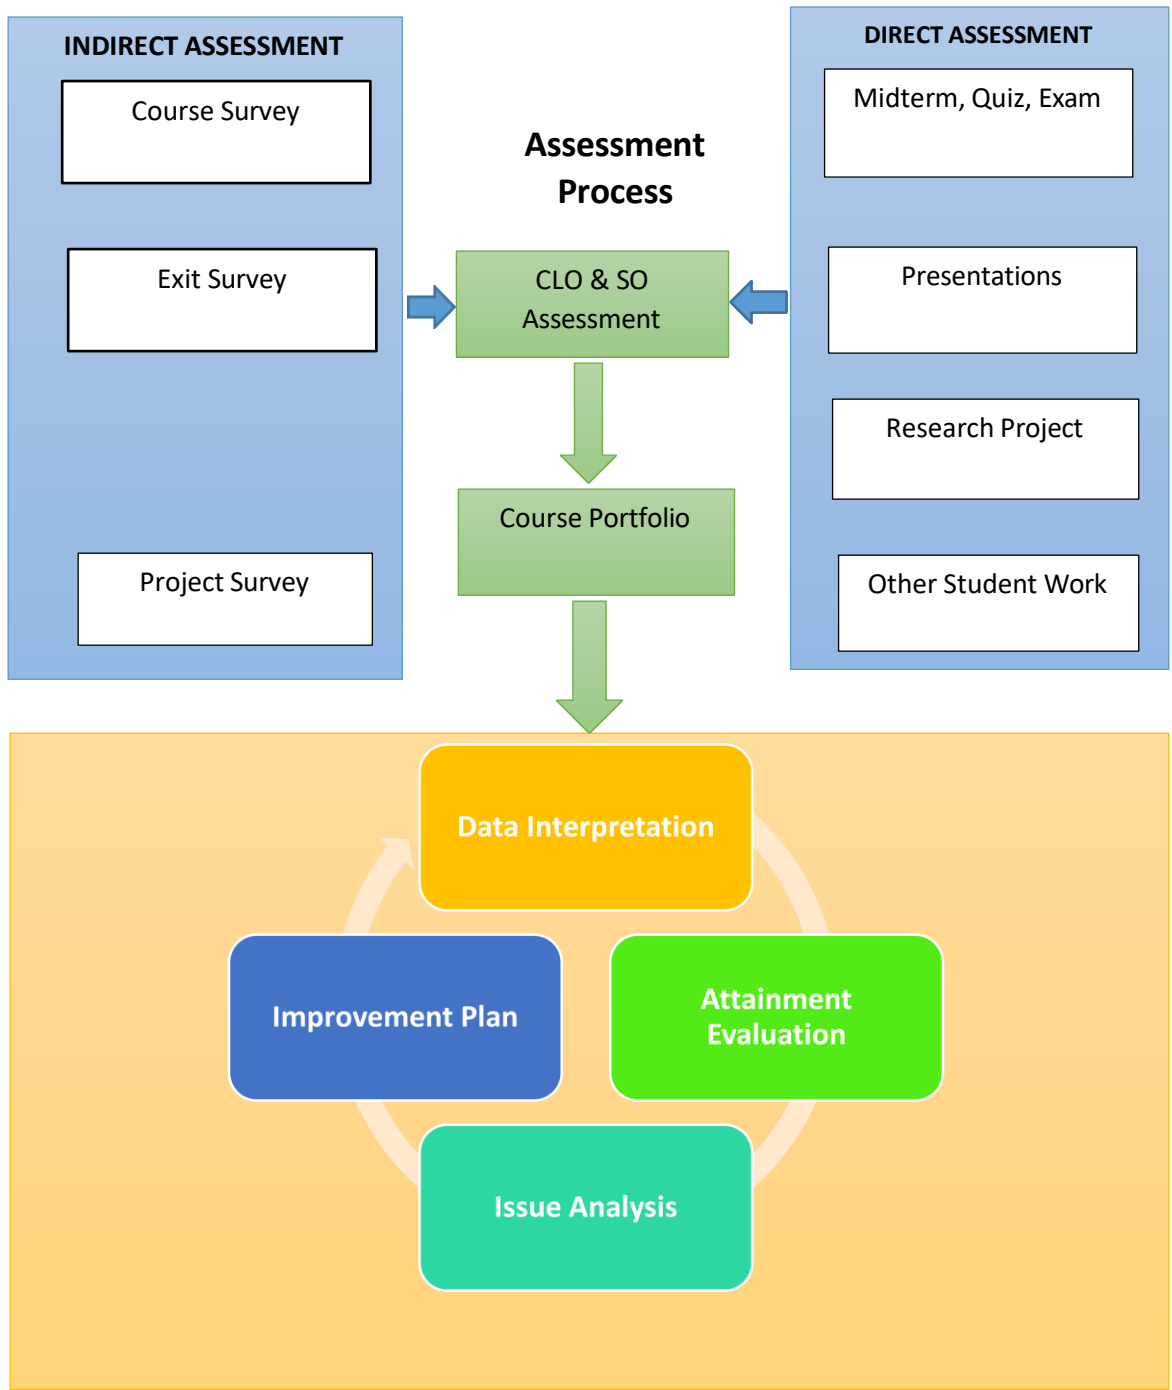 INDIRECT ASSESSMENT
Course Survey
Exit Survey
Project Survey
Assessment
Process
CLO & SO
Assessment
Course Portfolio
DIRECT ASSESSMENT
Midterm, Quiz, Exam
Presentations
Research Project
Other Student Work
Data Interpretation
Attainment
Evaluation
Issue Analysis
Improvement Plan